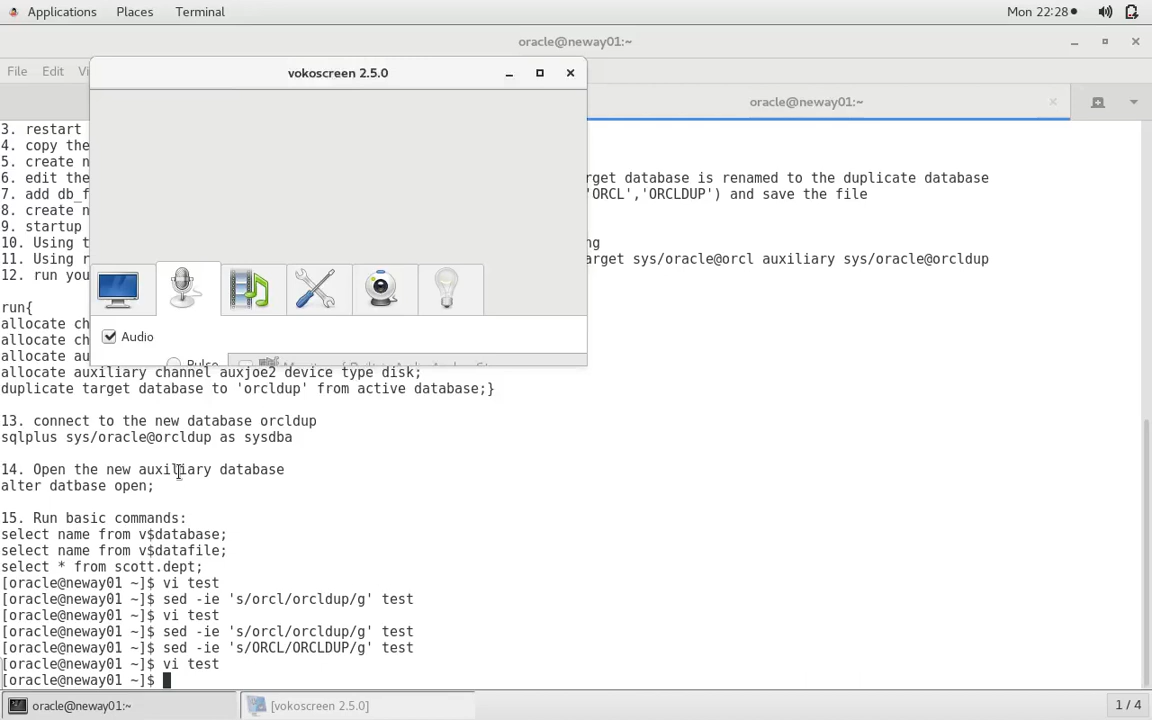 Applications Places Terminal Mon 22:28
oracle@neway01:~
File Edit Vi
vokoscreen 2.5.0
oracle@neway01:~
3. restart
4. copy the
5. create n
6. edit the rget database is renamed to the duplicate database
7. add db_f 'ORCL','ORCLDUP') and save the file
8. create n
9. startup
10. Using t ng
11. Using r arget sys/oracle@orcl auxiliary sys/oracle@orcldup
12. run you
run{
allocate ch
allocate ch
allocate au
Audio
allocate auxiliary channel auxjoe2 device type disk;
duplicate target database to 'orcldup' from active database;}
13. connect to the new database orcldup
sqlplus sys/oracle@orcldup as sysdba
14. Open the new auxiliary database
alter datbase open;
15. Run basic commands:
select name from v$database;
select name from v$datafile;
select * from scott.dept;
[oracle@neway01 ~]$ vi test
[oracle@neway01 ~]$ sed -ie 's/orcl/orcldup/g' test
[oracle@neway01 ~]$ vi test
[oracle@neway01 ~]$ sed -ie 's/orcl/orcldup/g' test
[oracle@neway01 ~]$ sed -ie 's/ORCL/ORCLDUP/g' test
[oracle@neway01 ~]$ vi test
[oracle@neway01 ~]$
oracle@neway01:~ [vokoscreen 2.5.0] 1 / 4